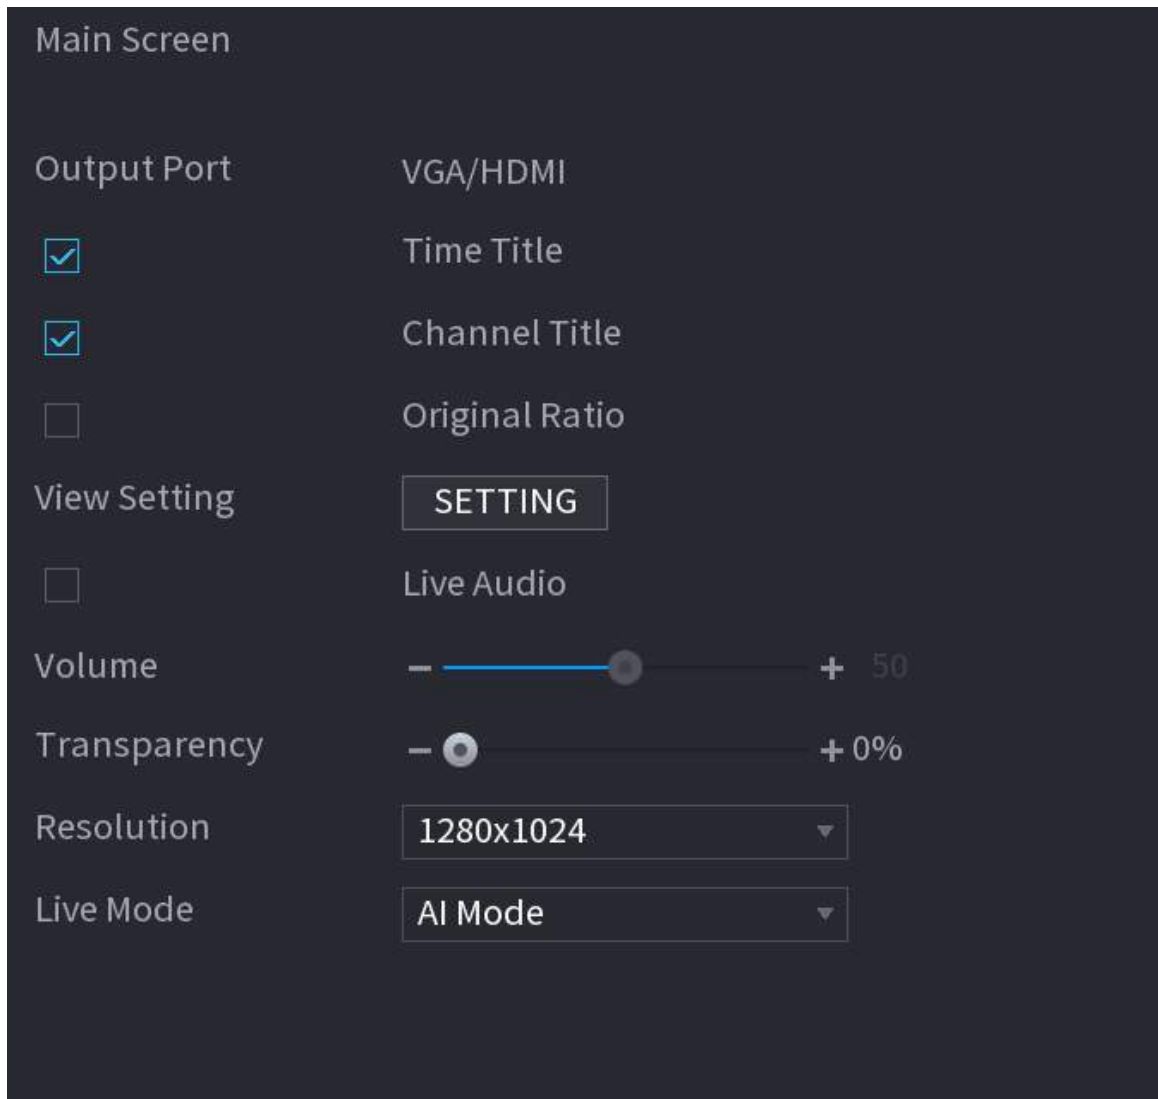 Main Screen
Output Port VGA/HDMI
Time Title
Channel Title
Original Ratio
View Setting SETTING
Live Audio
Volume 50
Transparency 0%
Resolution 1280x1024
Live Mode AI Mode